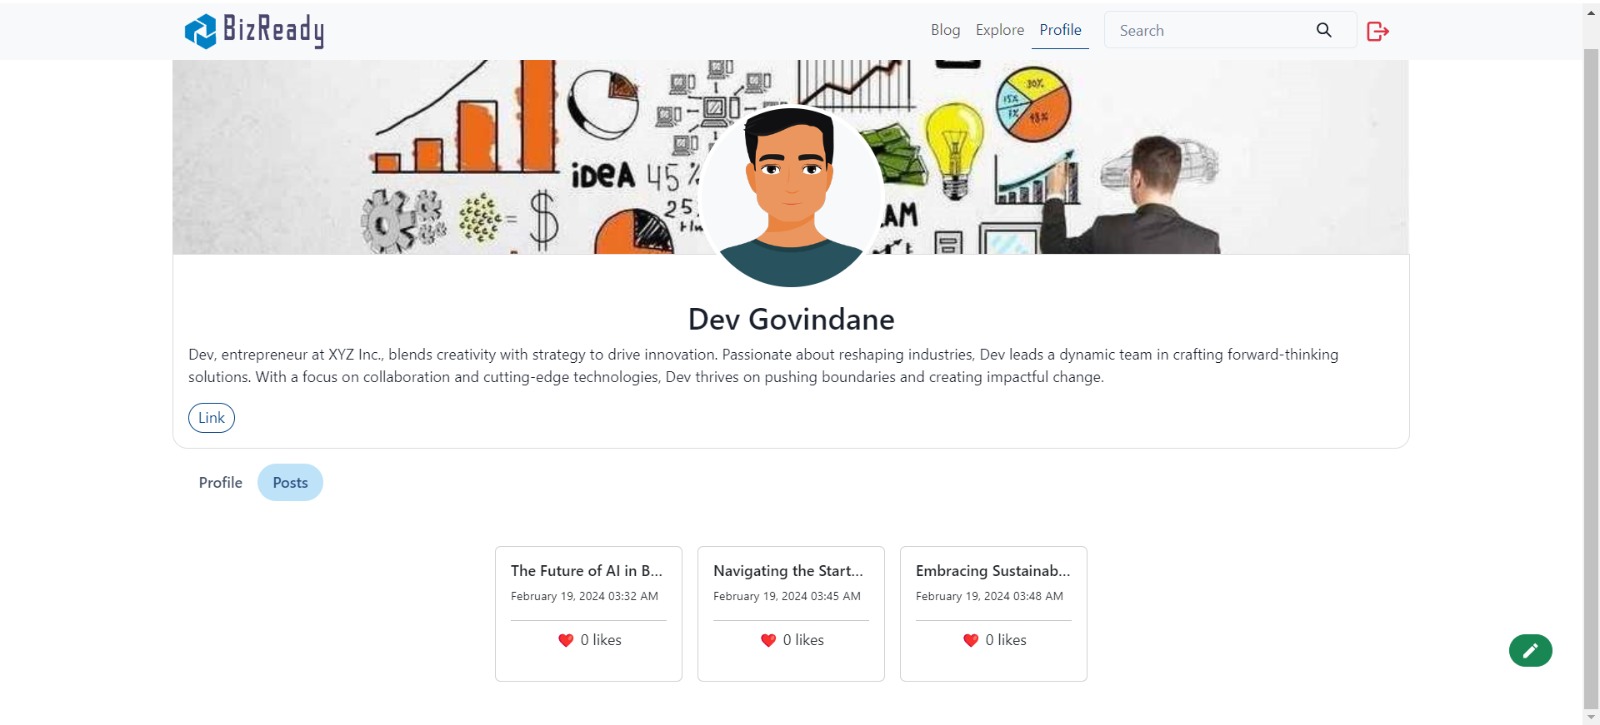 BizReady
Blog Explore Profile Search
30%
15%
1%
48%
iDEA 45%
25
AM
Dev Govindane
Dev, entrepreneur at XYZ Inc., blends creativity with strategy to drive innovation. Passionate about reshaping industries, Dev leads a dynamic team in crafting forward-thinking
solutions. With a focus on collaboration and cutting-edge technologies, Dev thrives on pushing boundaries and creating impactful change.
Link
Profile Posts
The Future of AI in B...
February 19, 2024 03:32 AM
0 likes
Navigating the Start...
February 19, 2024 03:45 AM
0 likes
Embracing Sustainab...
February 19, 2024 03:48 AM
0 likes